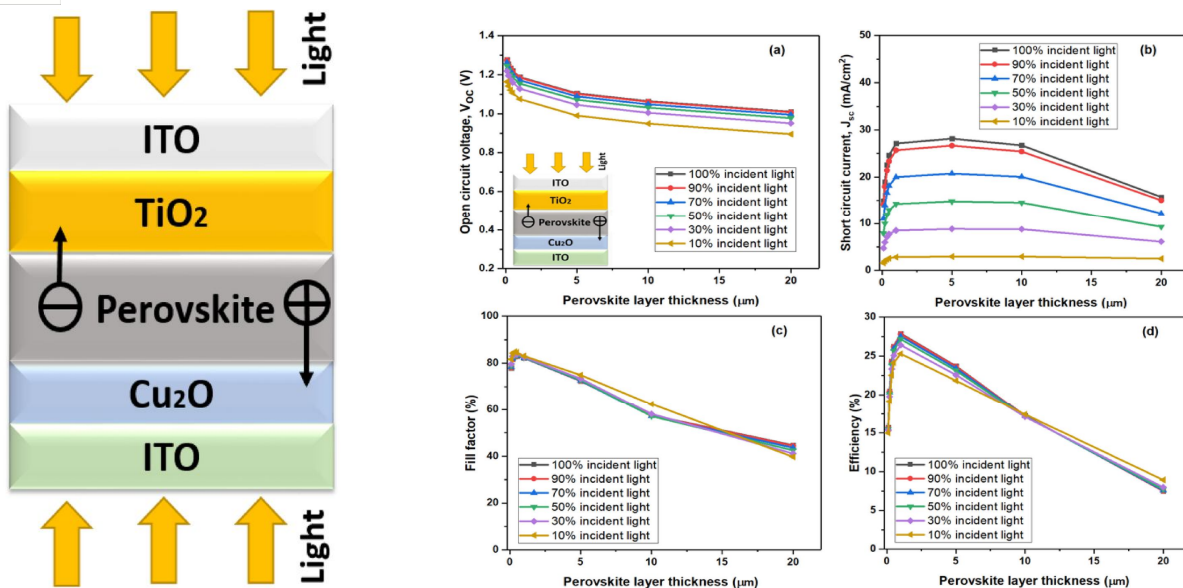 Light
ITO
TiO₂
Perovskite
Cu₂O
ITO
Light
(a)
Open circuit voltage, V_OC (V)
1.4
1.2
1.0
0.8
0.6
0.4
0.2
Light
ITO
TiO₂
Perovskite
Cu₂O
ITO
100% incident light
90% incident light
70% incident light
50% incident light
30% incident light
10% incident light
0 5 10 15 20
Perovskite layer thickness (μm)
(b)
Short circuit current, J_sc (mA/cm²)
50
40
30
20
10
0
100% incident light
90% incident light
70% incident light
50% incident light
30% incident light
10% incident light
0 5 10 15 20
Perovskite layer thickness (μm)
(c)
Fill factor (%)
100
80
60
40
20
0
100% incident light
90% incident light
70% incident light
50% incident light
30% incident light
10% incident light
0 5 10 15 20
Perovskite layer thickness (μm)
(d)
Efficiency (%)
30
25
20
15
10
5
0
100% incident light
90% incident light
70% incident light
50% incident light
30% incident light
10% incident light
0 5 10 15 20
Perovskite layer thickness (μm)